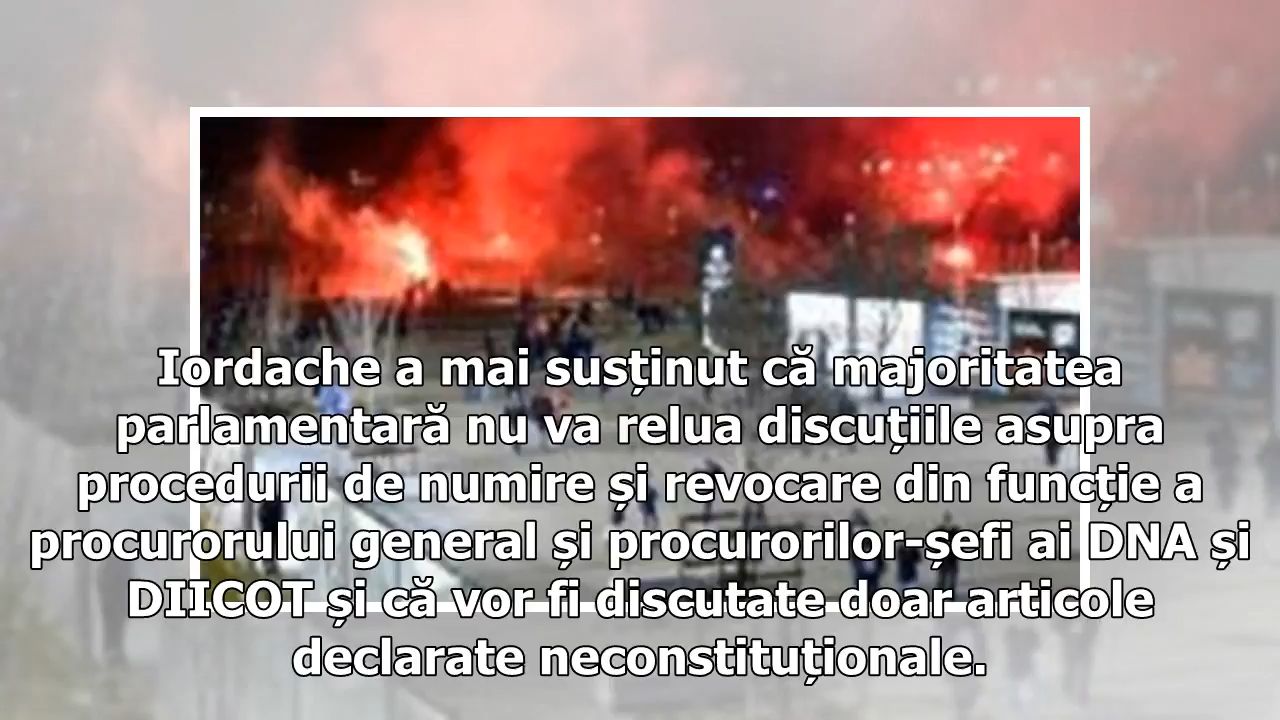 Iordache a mai susținut că majoritatea
parlamentară nu va relua discuțiile asupra
procedurii de numire și revocare din funcție a
procurorului general și procurorilor-șefi ai DNA și
DIICOT și că vor fi discutate doar articole
declarate neconstituționale.